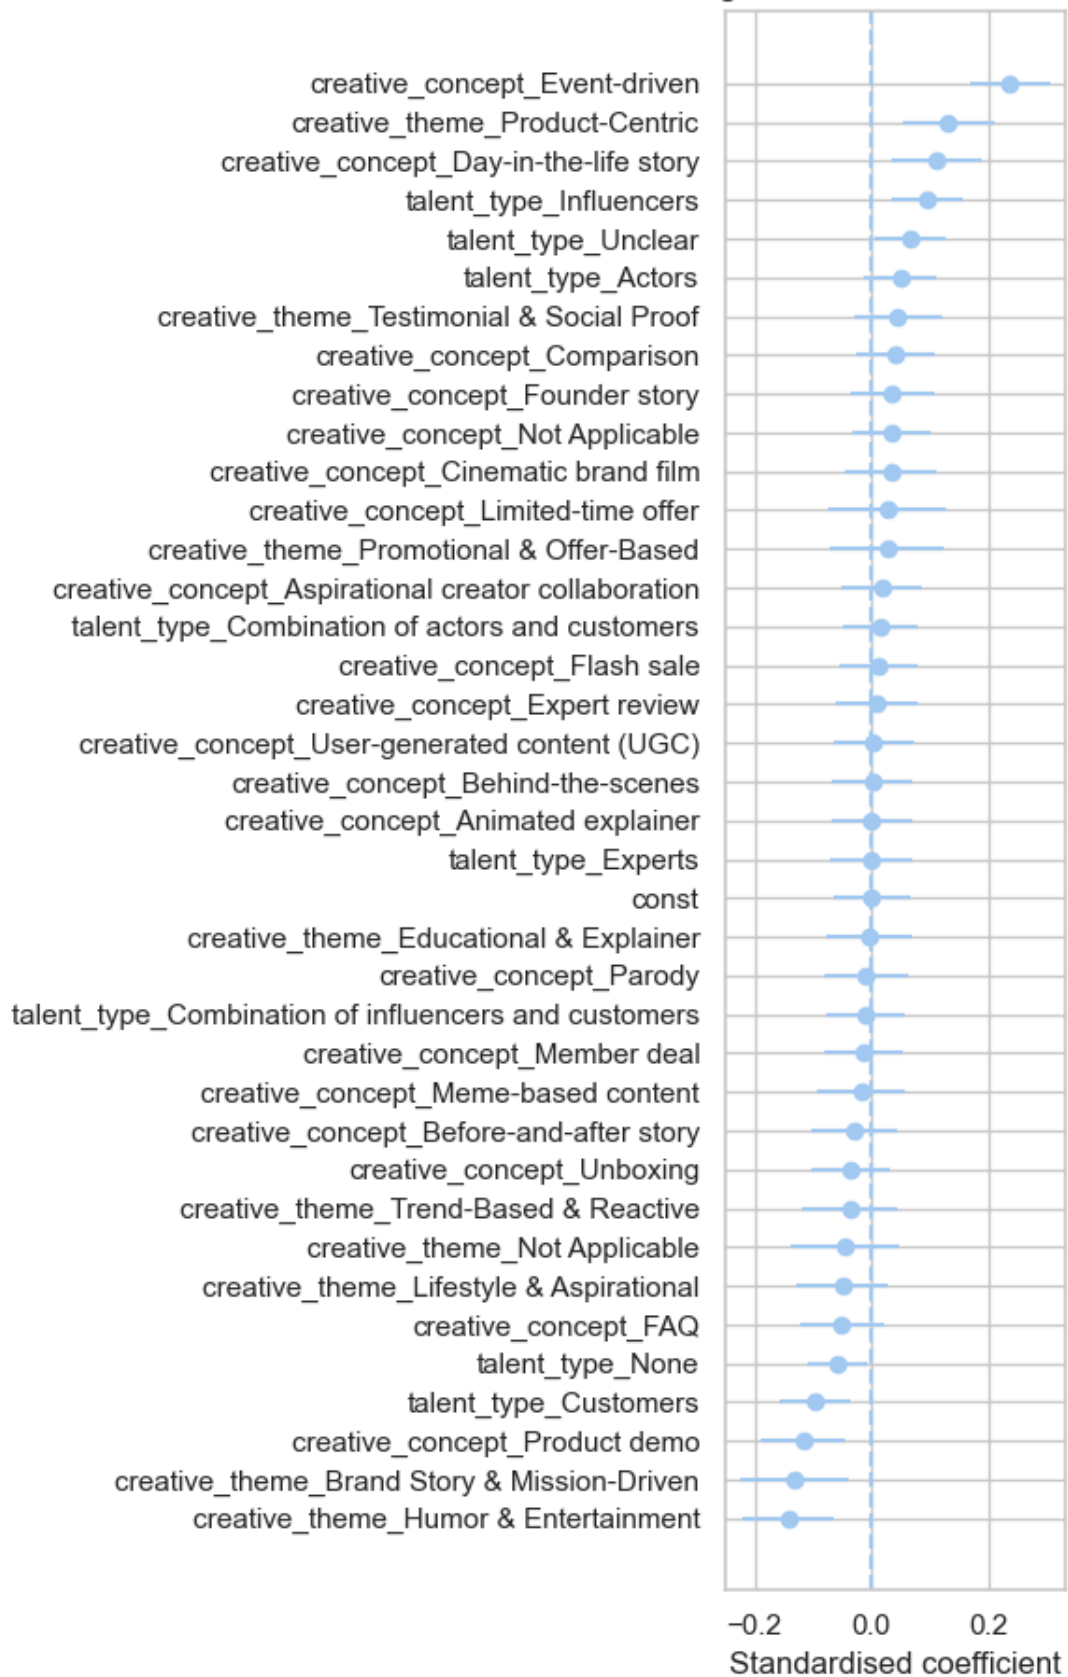 creative_concept_Event-driven
creative_theme_Product-Centric
creative_concept_Day-in-the-life story
talent_type_Influencers
talent_type_Unclear
talent_type_Actors
creative_theme_Testimonial & Social Proof
creative_concept_Comparison
creative_concept_Founder story
creative_concept_Not Applicable
creative_concept_Cinematic brand film
creative_concept_Limited-time offer
creative_theme_Promotional & Offer-Based
creative_concept_Aspirational creator collaboration
talent_type_Combination of actors and customers
creative_concept_Flash sale
creative_concept_Expert review
creative_concept_User-generated content (UGC)
creative_concept_Behind-the-scenes
creative_concept_Animated explainer
talent_type_Experts
const
creative_theme_Educational & Explainer
creative_concept_Parody
talent_type_Combination of influencers and customers
creative_concept_Member deal
creative_concept_Meme-based content
creative_concept_Before-and-after story
creative_concept_Unboxing
creative_theme_Trend-Based & Reactive
creative_theme_Not Applicable
creative_theme_Lifestyle & Aspirational
creative_concept_FAQ
talent_type_None
talent_type_Customers
creative_concept_Product demo
creative_theme_Brand Story & Mission-Driven
creative_theme_Humor & Entertainment
−0.2 0.0 0.2
Standardised coefficient